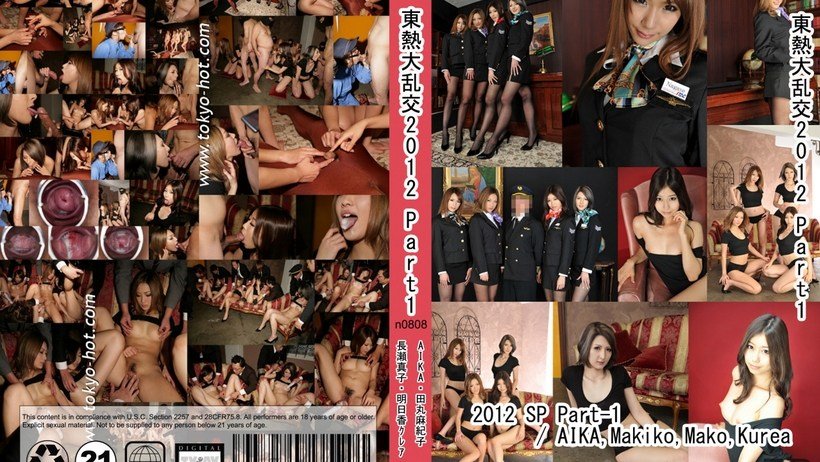 www.tokyo-hot.com
www.tokyo-hot.com
This content is in compliance with U.S.C. Section 2257 and 28CFR75.8. All performers are 18 years of age or older.
Explicit sexual material. Not to be supplied to any person below 21 years of age.
21
DIGITAL
東熱大乱交2012 Part1
n0808
AIKA・田丸麻紀子
長瀬真子・明日香クレア
東熱大乱交2012 Part1
2012 SP Part-1
/ AIKA,Makiko,Mako,Kurea